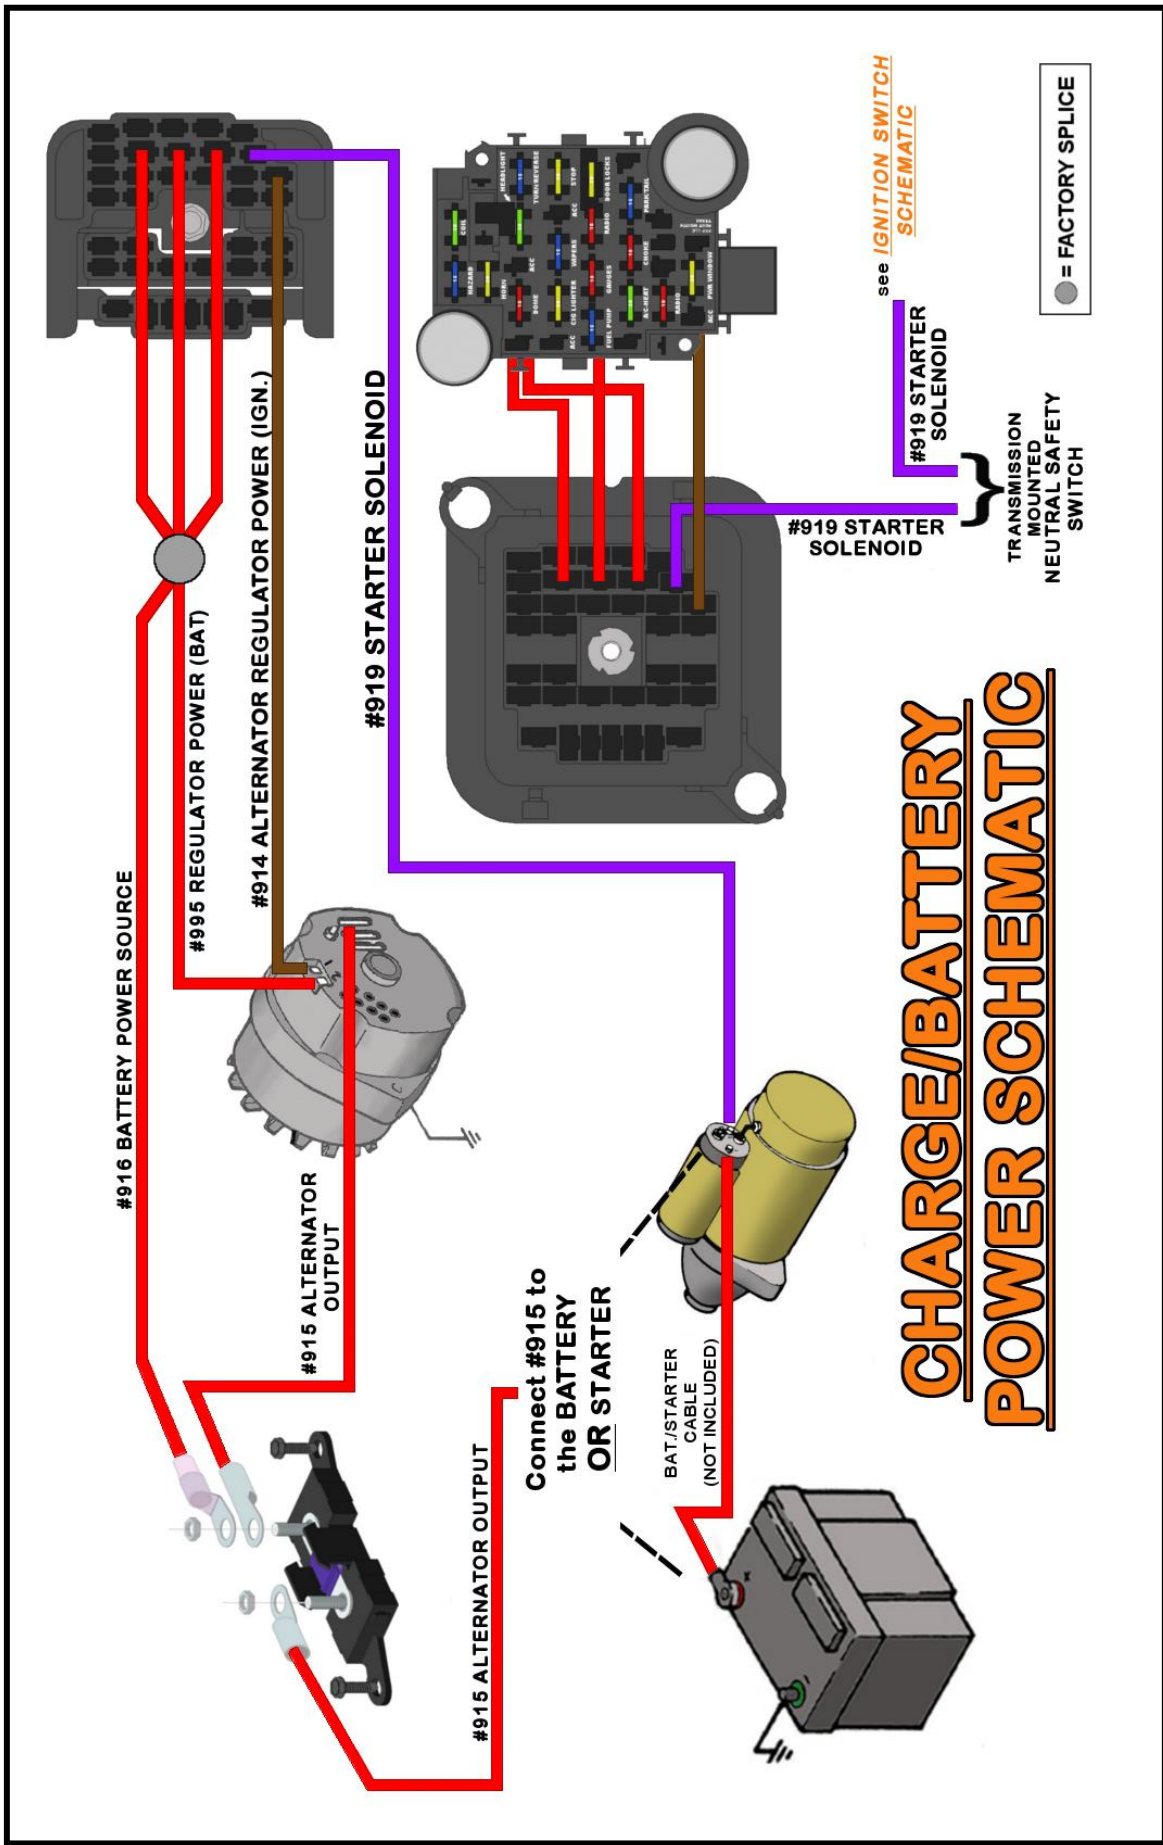 #916 BATTERY POWER SOURCE
#995 REGULATOR POWER (BAT)
#914 ALTERNATOR REGULATOR POWER (IGN.)
#915 ALTERNATOR
OUTPUT
#919 STARTER SOLENOID
#915 ALTERNATOR OUTPUT
Connect #915 to
the BATTERY
OR STARTER
BAT./STARTER
CABLE
(NOT INCLUDED)
HEADLIGHT
COIL
TURN/REVERSE
HAZARD
STOP
HORN
ACC
ACC
DOOR LOCKS
DOME
WIPERS
RADIO
CIG LIGHTER
GAUGES
PARK/TAIL
ACC
FUEL PUMP
CHOKE
A/C-HEAT
RADIO
PWR WINDOW
ACC
#919 STARTER
SOLENOID
see IGNITION SWITCH
SCHEMATIC
#919 STARTER
SOLENOID
TRANSMISSION
MOUNTED
NEUTRAL SAFETY
SWITCH
= FACTORY SPLICE
CHARGE/BATTERY
POWER SCHEMATIC